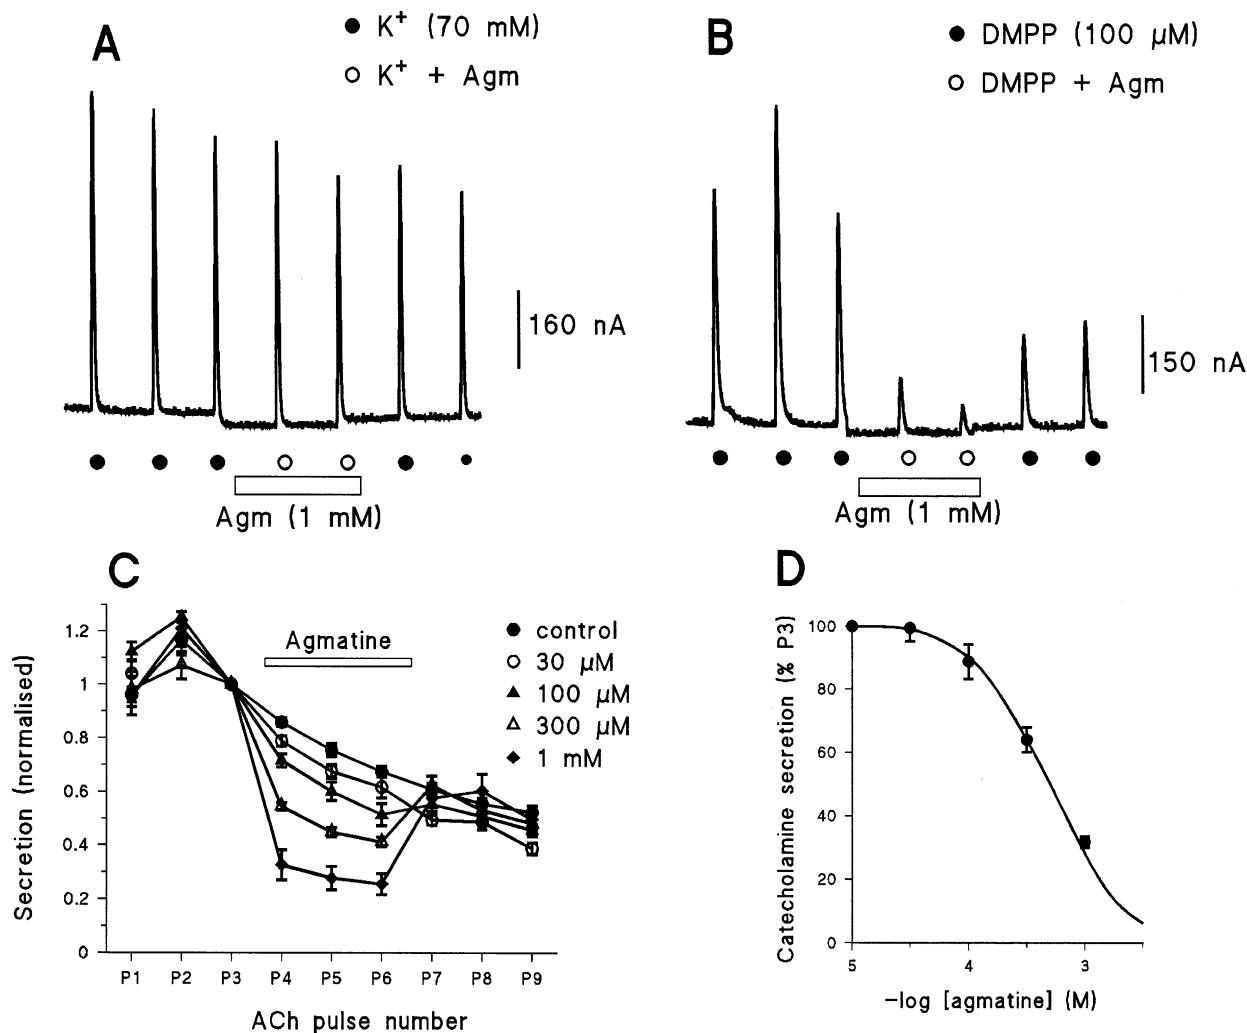 A
K+ (70 mM)
K+ + Agm
160 nA
Agm (1 mM)
B
DMPP (100 µM)
DMPP + Agm
150 nA
Agm (1 mM)
C
Secretion (normalised)
1.2
1
0.8
0.6
0.4
0.2
0
Agmatine
control
30 µM
100 µM
300 µM
1 mM
P1 P2 P3 P4 P5 P6 P7 P8 P9
ACh pulse number
D
Catecholamine secretion (% P3)
100
80
60
40
20
0
5 4 3
−log [agmatine] (M)